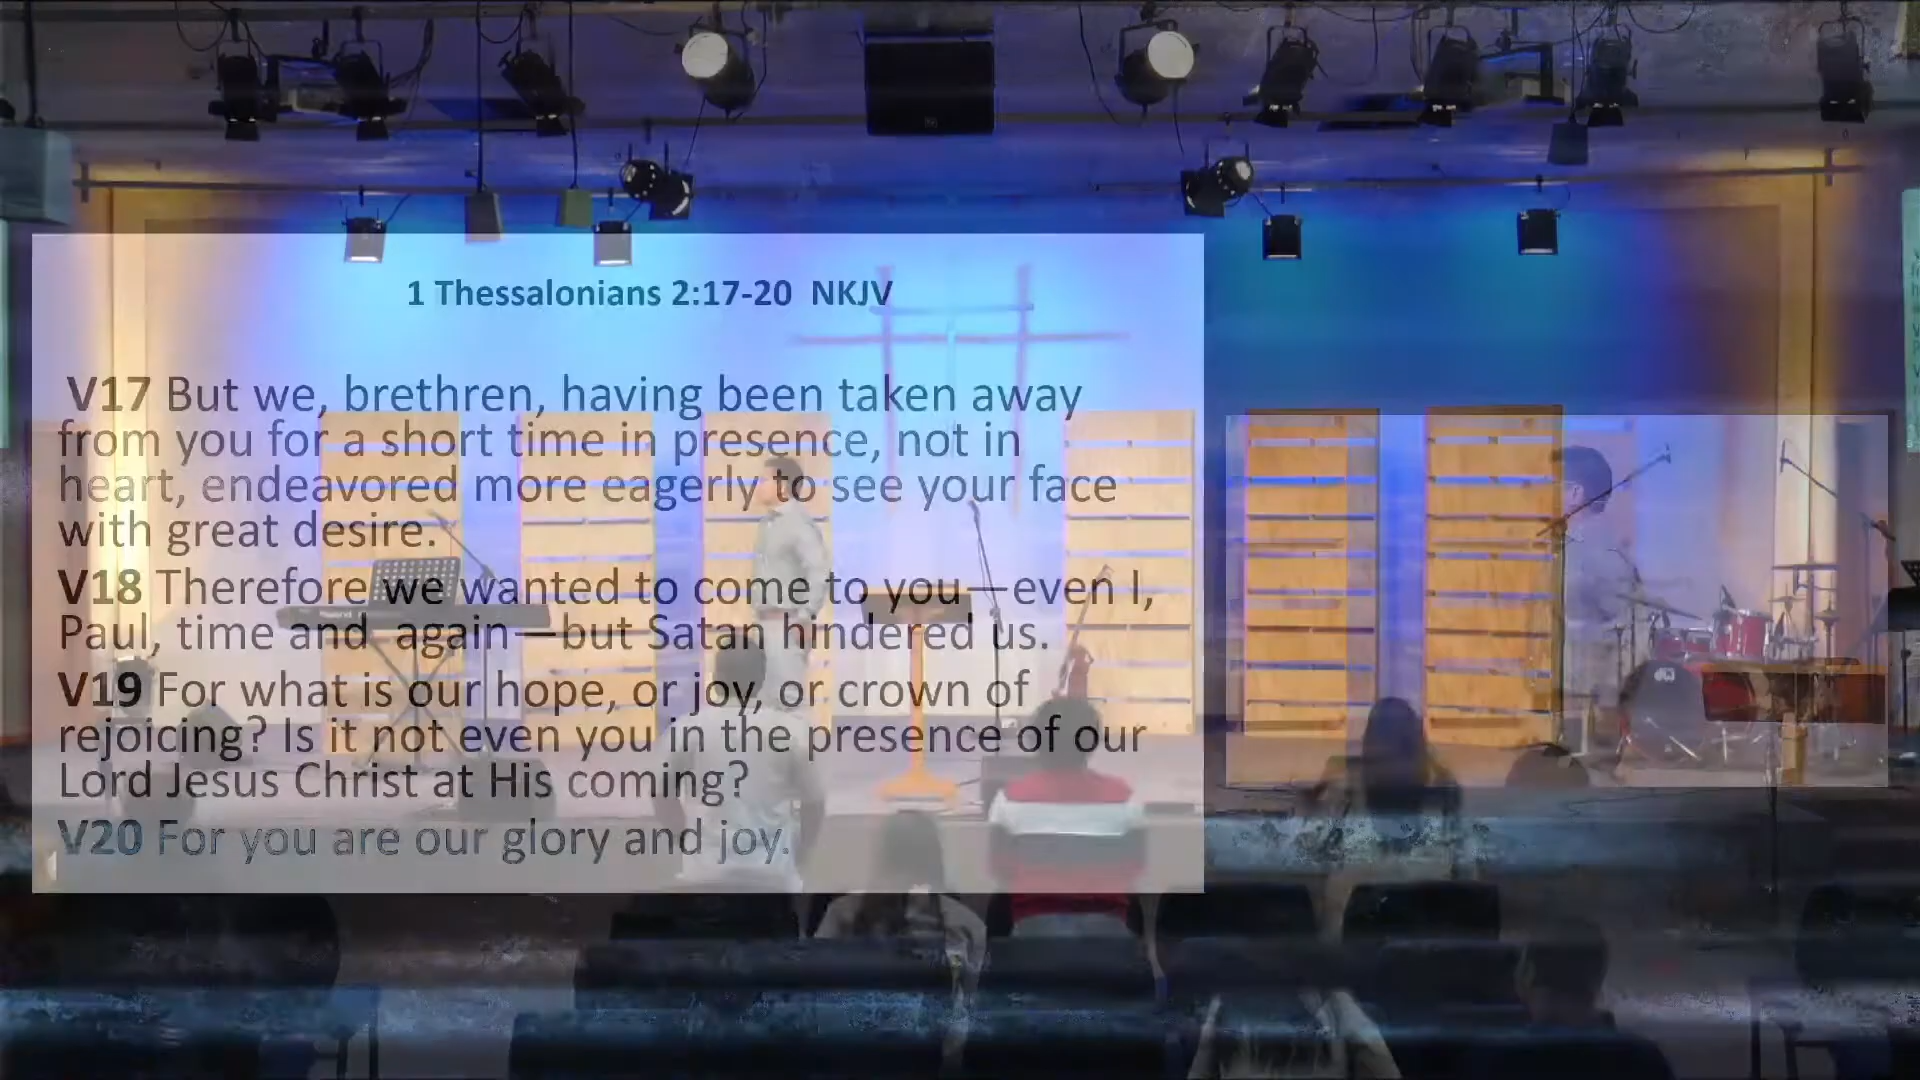 1 Thessalonians 2:17-20 NKJV
V17 But we, brethren, having been taken away
from you for a short time in presence, not in
heart, endeavored more eagerly to see your face
with great desire.
V18 Therefore we wanted to come to you—even I,
Paul, time and again—but Satan hindered us.
V19 For what is our hope, or joy, or crown of
rejoicing? Is it not even you in the presence of our
Lord Jesus Christ at His coming?
V20 For you are our glory and joy.